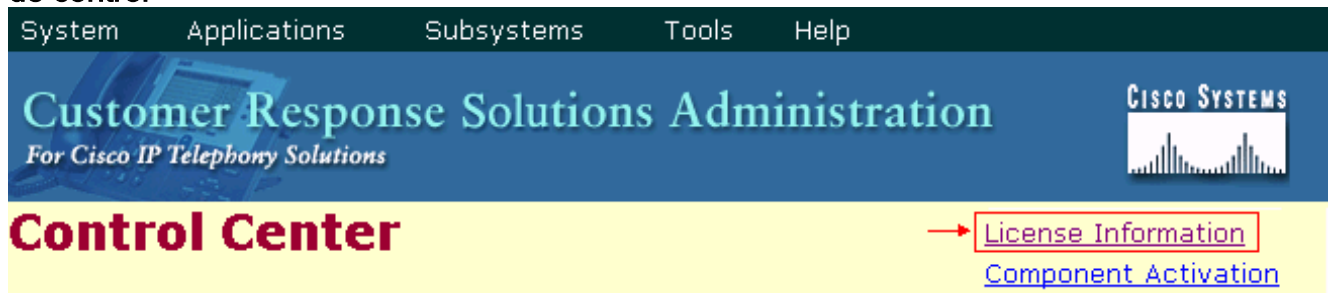 System Applications Subsystems Tools Help
Customer Response Solutions Administration
For Cisco IP Telephony Solutions
CISCO SYSTEMS
Control Center
License Information
Component Activation